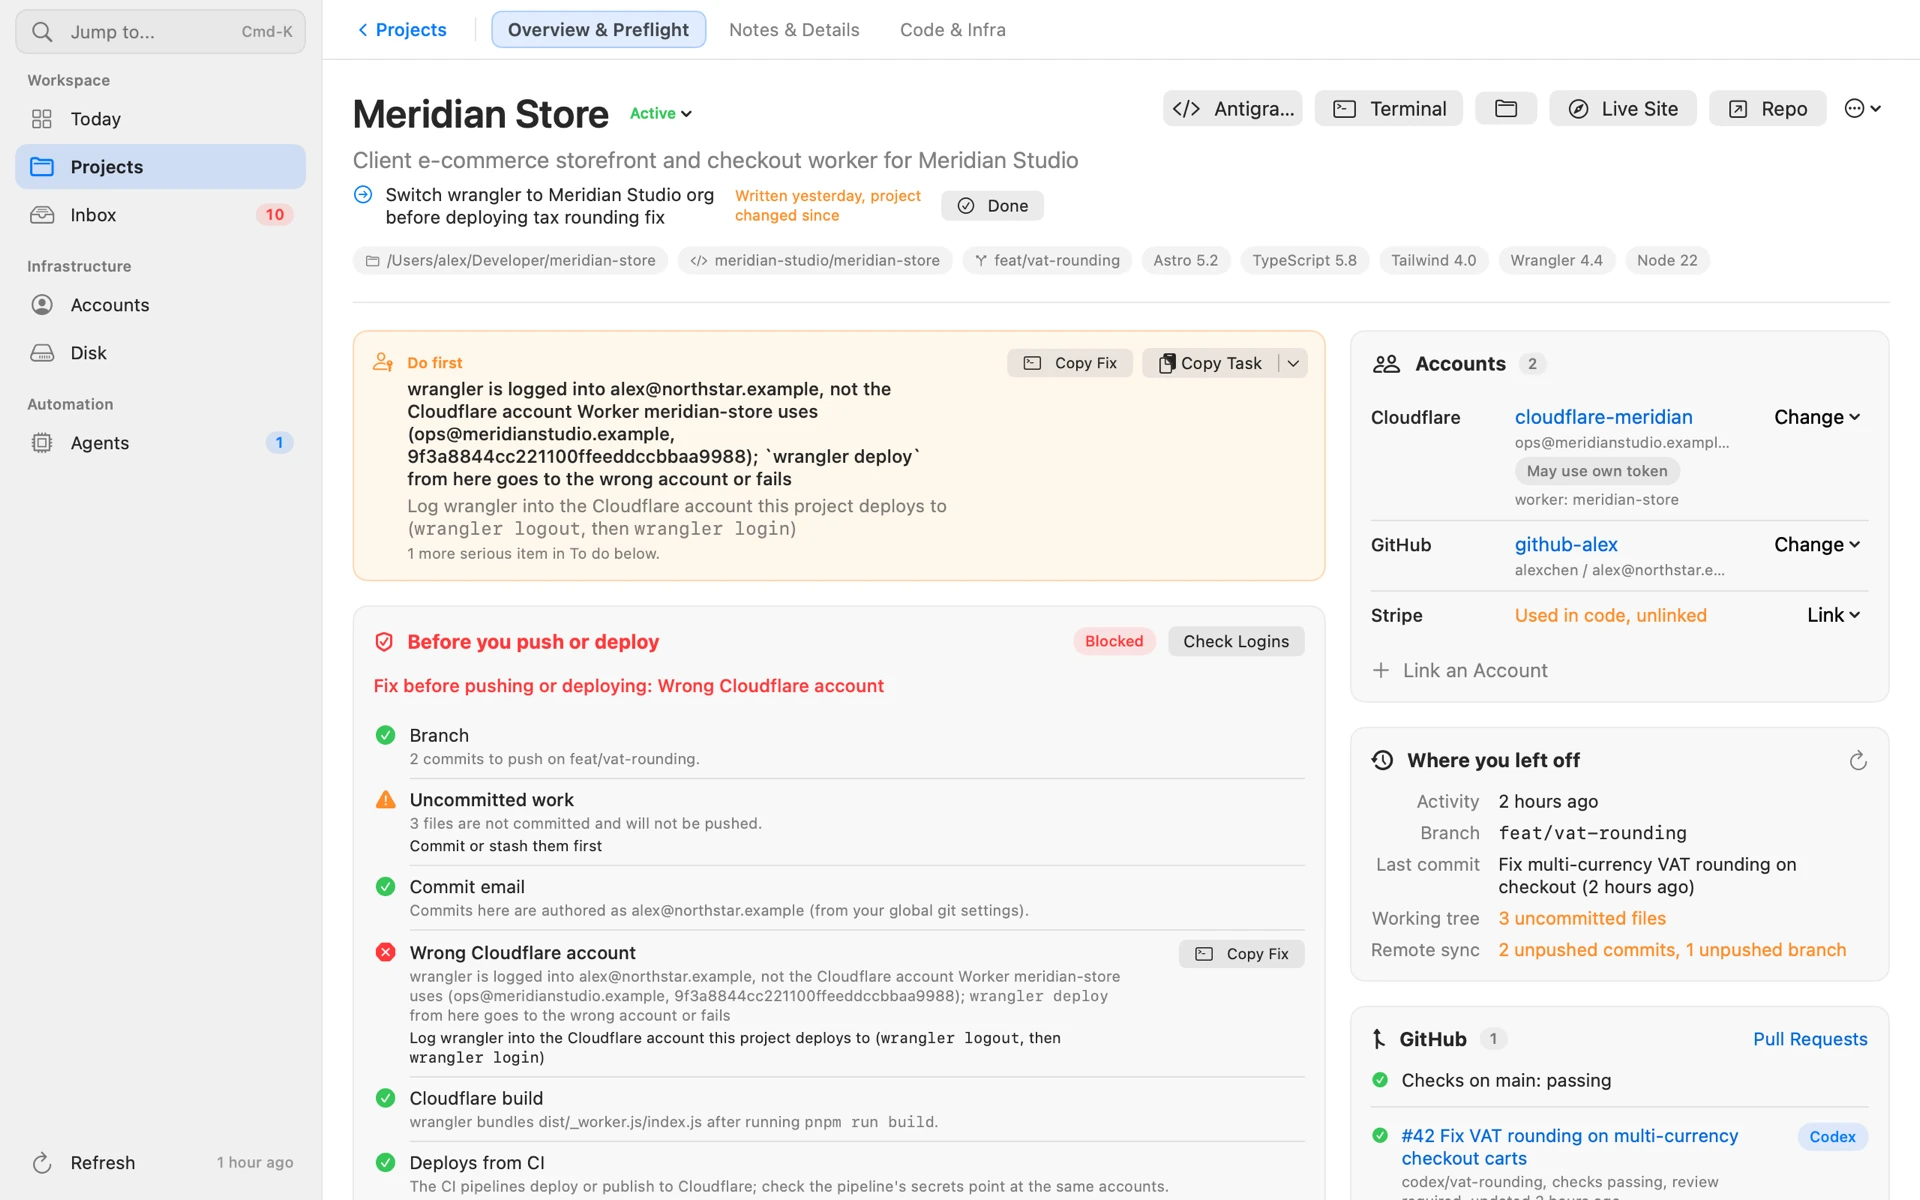 Jump to...
Cmd-K
Workspace
Today
Projects
Inbox
10
Infrastructure
Accounts
Disk
Automation
Agents
1
Refresh
1 hour ago
Projects
Overview & Preflight
Notes & Details
Code & Infra
Meridian Store
Active
Antigra...
Terminal
Live Site
Repo
Client e-commerce storefront and checkout worker for Meridian Studio
Switch wrangler to Meridian Studio org
before deploying tax rounding fix
Written yesterday, project
changed since
Done
/Users/alex/Developer/meridian-store
meridian-studio/meridian-store
feat/vat-rounding
Astro 5.2
TypeScript 5.8
Tailwind 4.0
Wrangler 4.4
Node 22
Do first
Copy Fix
Copy Task
wrangler is logged into alex@northstar.example, not the
Cloudflare account Worker meridian-store uses
(ops@meridianstudio.example,
9f3a8844cc221100ffeeddccbbaa9988); `wrangler deploy`
from here goes to the wrong account or fails
Log wrangler into the Cloudflare account this project deploys to
(wrangler logout, then wrangler login)
1 more serious item in To do below.
Before you push or deploy
Blocked
Check Logins
Fix before pushing or deploying: Wrong Cloudflare account
Branch
2 commits to push on feat/vat-rounding.
Uncommitted work
3 files are not committed and will not be pushed.
Commit or stash them first
Commit email
Commits here are authored as alex@northstar.example (from your global git settings).
Wrong Cloudflare account
Copy Fix
wrangler is logged into alex@northstar.example, not the Cloudflare account Worker meridian-store
uses (ops@meridianstudio.example, 9f3a8844cc221100ffeeddccbbaa9988); wrangler deploy
from here goes to the wrong account or fails
Log wrangler into the Cloudflare account this project deploys to (wrangler logout, then
wrangler login)
Cloudflare build
wrangler bundles dist/_worker.js/index.js after running pnpm run build.
Deploys from CI
The CI pipelines deploy or publish to Cloudflare; check the pipeline's secrets point at the same accounts.
Accounts
2
Cloudflare
cloudflare-meridian
Change
ops@meridianstudio.exampl...
May use own token
worker: meridian-store
GitHub
github-alex
Change
alexchen / alex@northstar.e...
Stripe
Used in code, unlinked
Link
Link an Account
Where you left off
Activity
2 hours ago
Branch
feat/vat-rounding
Last commit
Fix multi-currency VAT rounding on
checkout (2 hours ago)
Working tree
3 uncommitted files
Remote sync
2 unpushed commits, 1 unpushed branch
GitHub
1
Pull Requests
Checks on main: passing
#42 Fix VAT rounding on multi-currency
checkout carts
Codex
codex/vat-rounding, checks passing, review